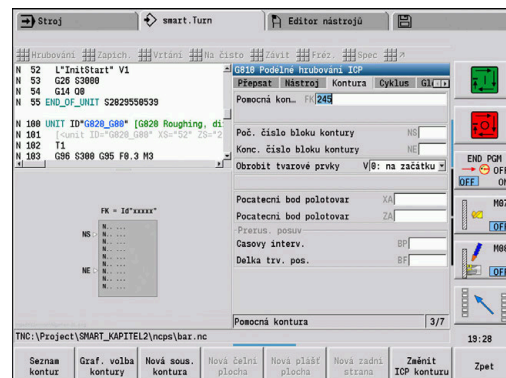 Stroj
smart.Turn
Editor nástrojů
Hrubování Zapich. Vrtání Na čisto Závit Fréz. Spec
N 52 L"InitStart" V1
N 53 G26 S3000
N 54 G14 Q0
N 55 END_OF_UNIT S2829550539
N 100 UNIT ID"G820_G80" [G820 Roughing, di
N 101 [<unit ID="G820_G80" XS="52" ZS="2
N 102 T1
N 103 G96 S300 G95 F0.3 M3
G810 Podelné hrubování ICP
Přepsat Nástroj Kontura Cyklus Gl
Pomocná kon… FK 245
Poč. číslo bloku kontury NS
Konc. číslo bloku kontury NE
Obrobit tvarové prvky V 0: na začátku
Pocatecni bod polotovar XA
Pocatecni bod polotovar ZA
Prerus. posuv
Casovy interv. BP
Delka trv. pos. BF
Pomocná kontura 3/7
FK = Id"xxxxx"
NS
NE
N.. ...
N.. ...
N.. ...
N.. ...
N.. ...
TNC:\Project\SMART_KAPITEL2\ncps\bar.nc
Seznam kontur
Graf. volba kontury
Nová sous. kontura
Nová čelní plocha
Nová plášť plocha
Nová zadní strana
Změnit ICP konturu
Zpet
END PGM
OFF
OFF ON
M07
OFF
M08
OFF
19:28